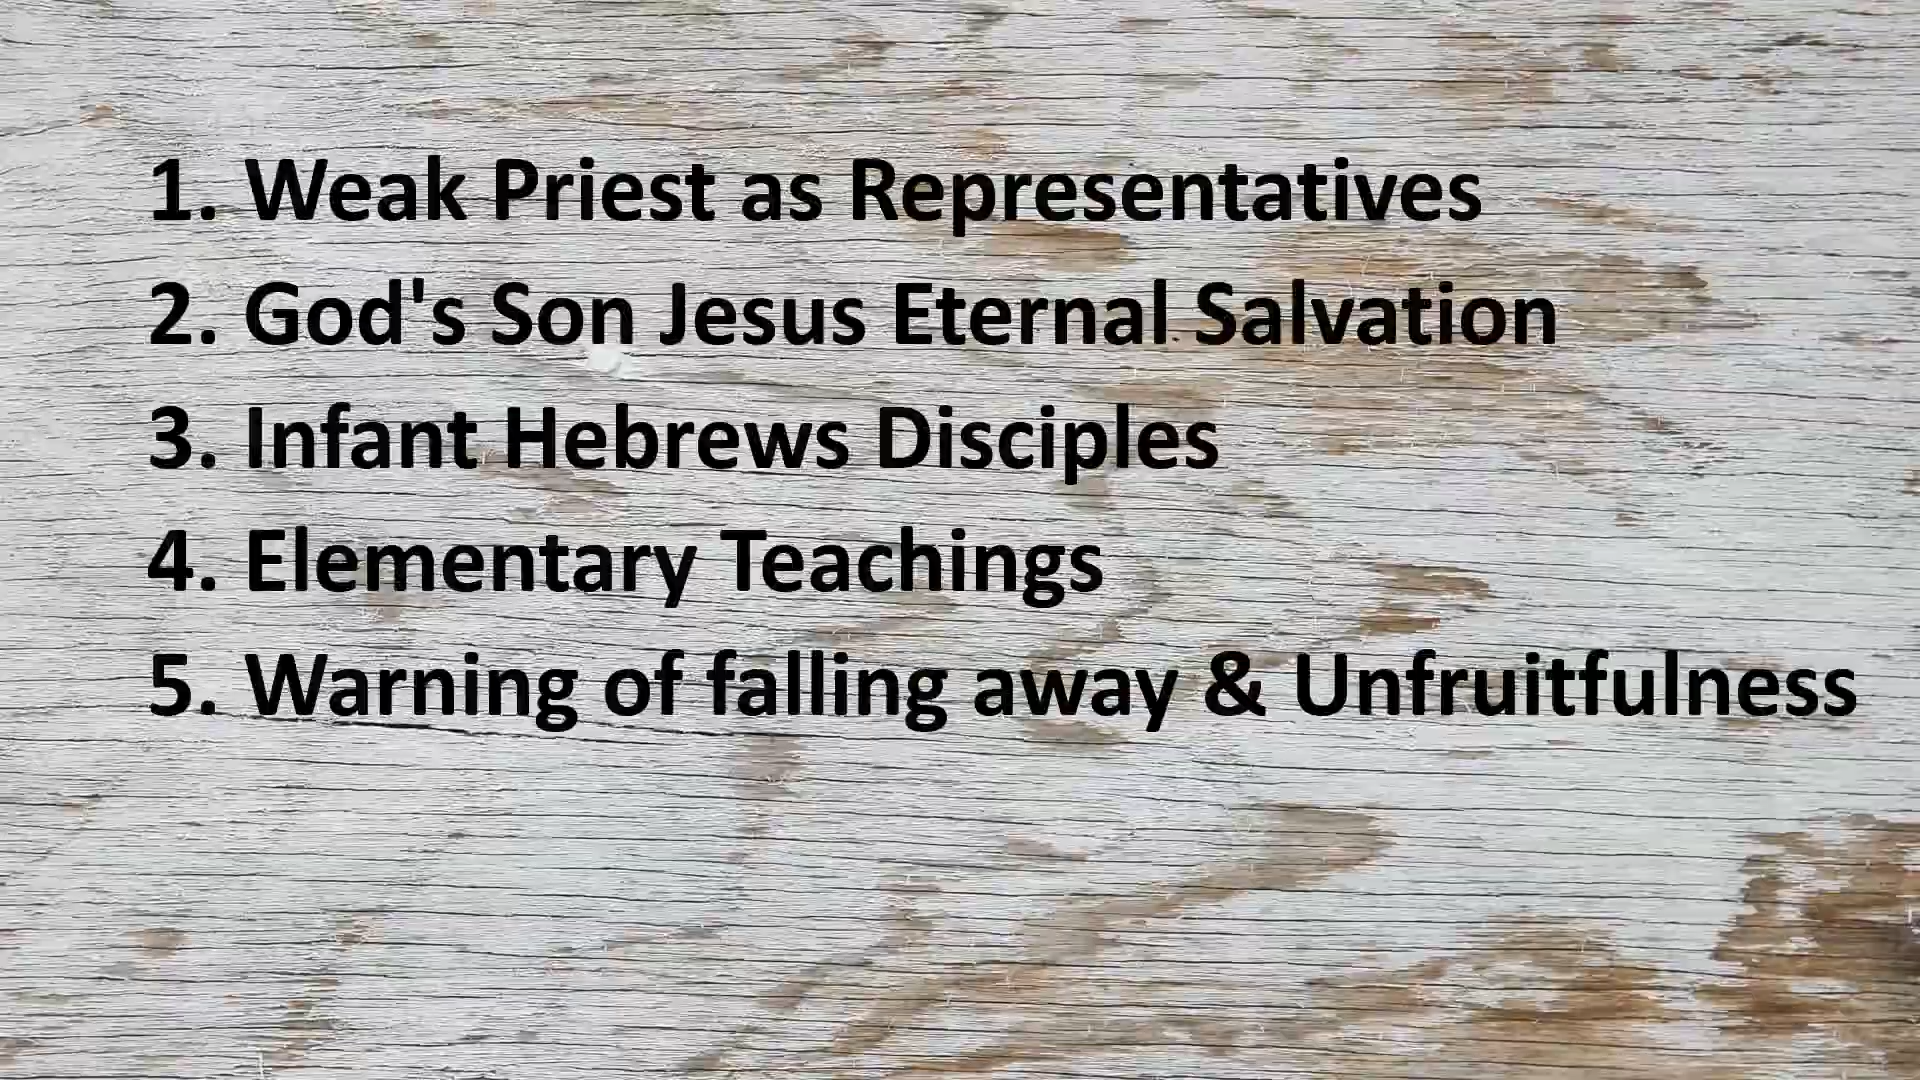 1. Weak Priest as Representatives
2. God's Son Jesus Eternal Salvation
3. Infant Hebrews Disciples
4. Elementary Teachings
5. Warning of falling away & Unfruitfulness